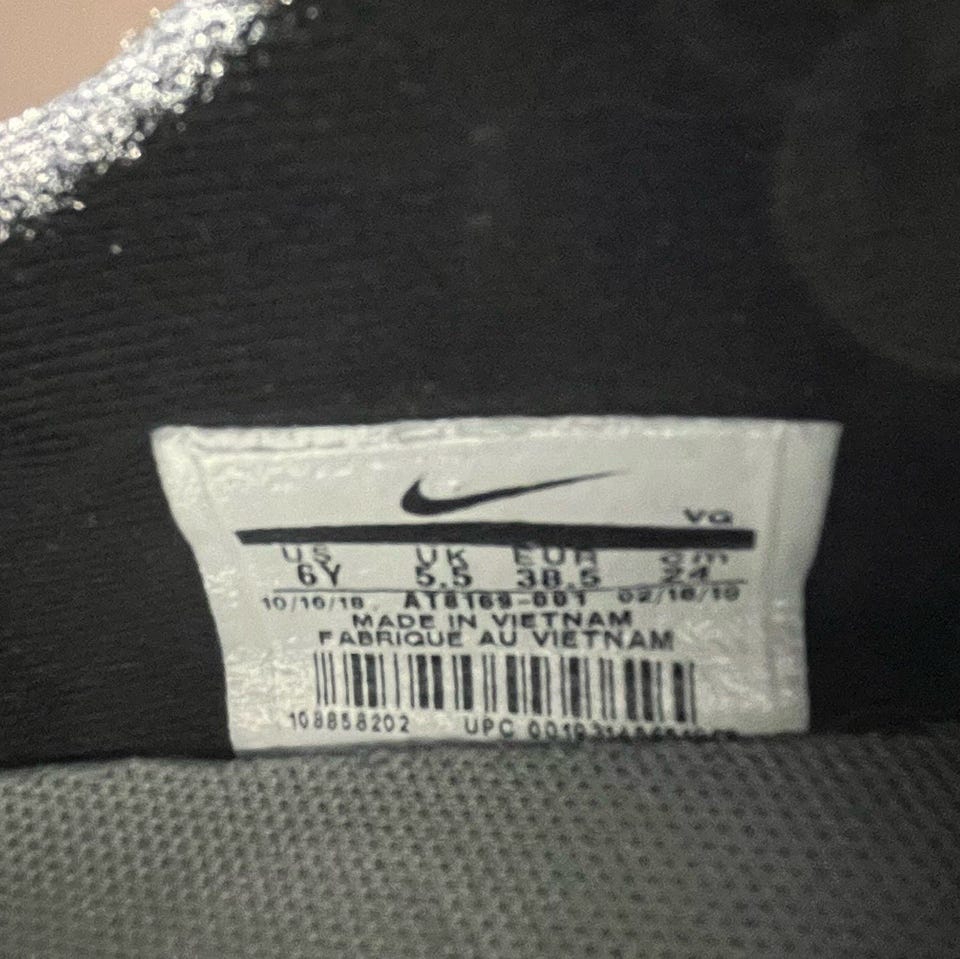 VG
US UK EUR cm
6Y 5.5 38.5 24
10/16/18 AT8169-001 02/18/19
MADE IN VIETNAM
FABRIQUE AU VIETNAM
108858202 UPC